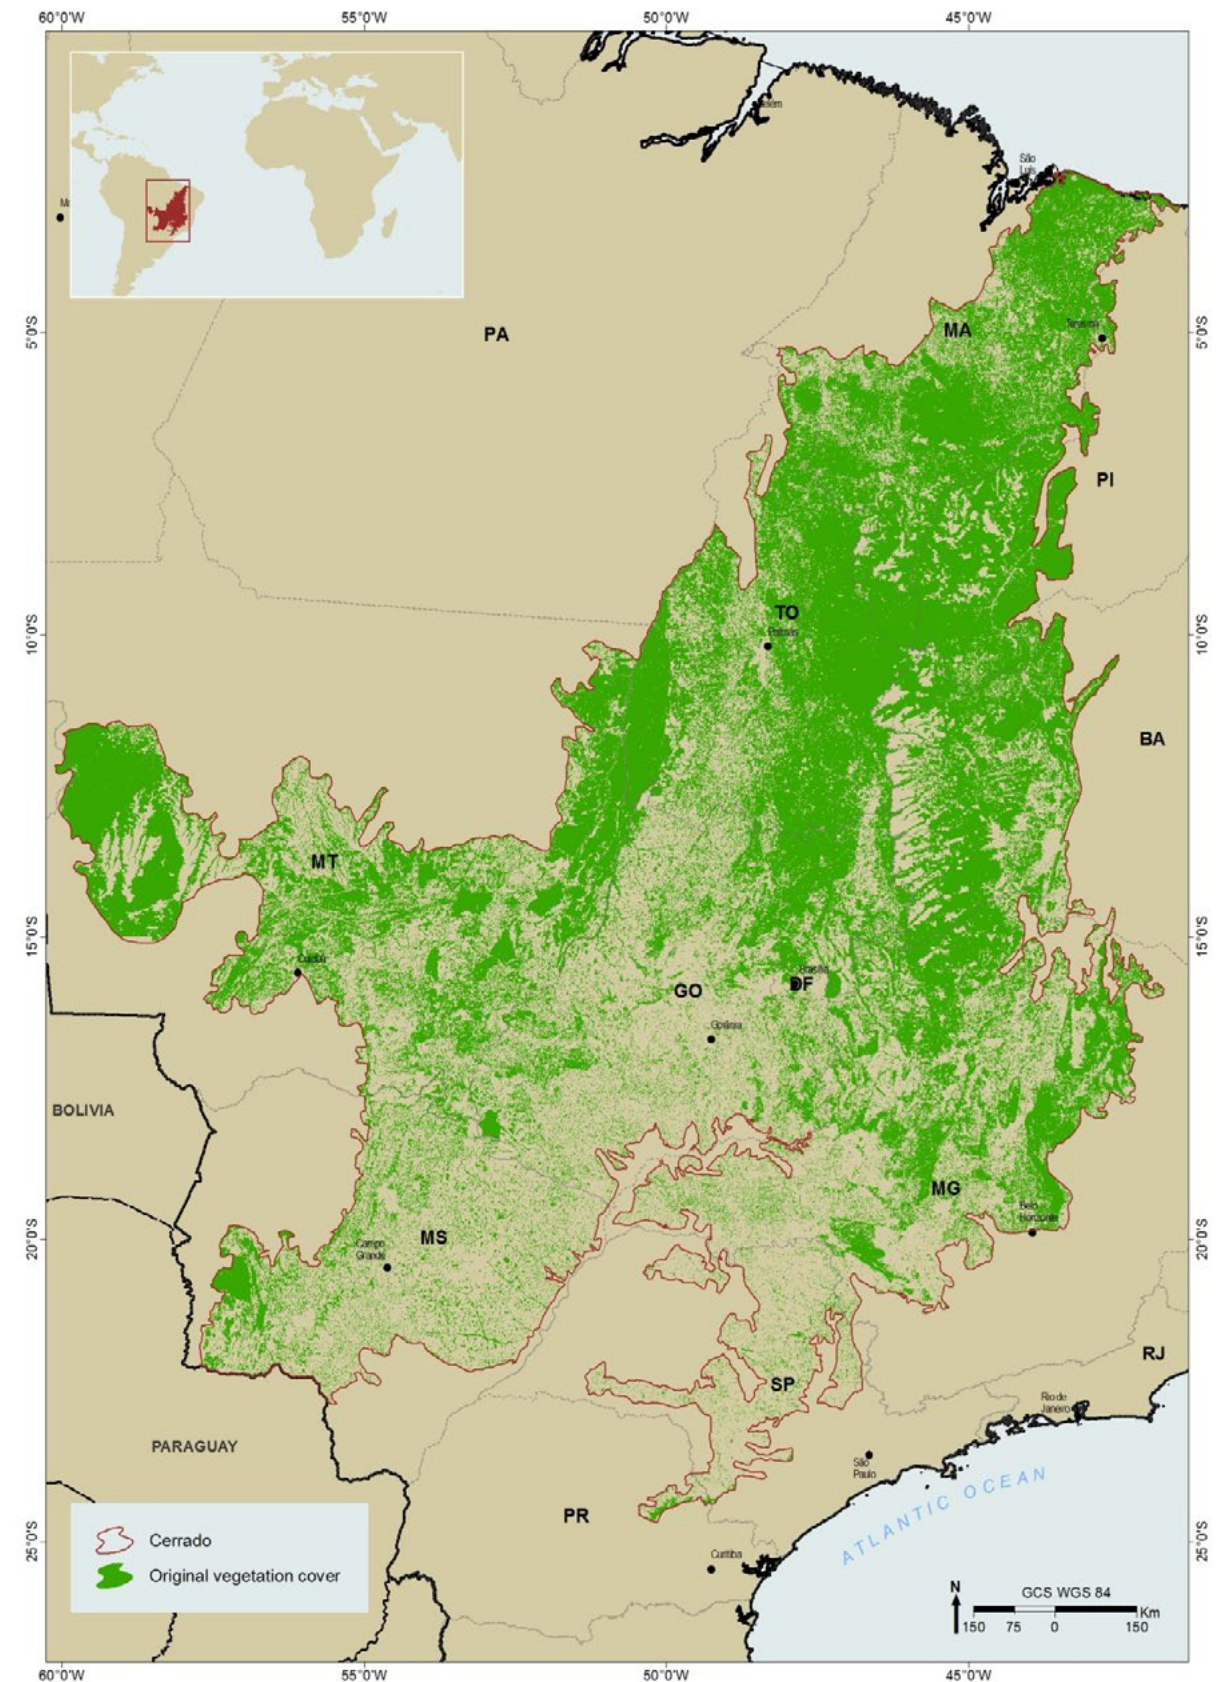 60°0'W 55°0'W 50°0'W 45°0'W
Belém
São
Luís
PA
5°0'S
MA
Teresina
5°0'S
PI
TO
10°0'S
Palmas
10°0'S
BA
MT
15°0'S
Cuiabá
Brasília
DF
15°0'S
GO
Goiânia
BOLIVIA
MG
Belo
Horizonte
20°0'S
Campo
Grande
MS
20°0'S
RJ
SP
Rio de
Janeiro
PARAGUAY
São
Paulo
ATLANTIC OCEAN
PR
Curitiba
25°0'S
Cerrado
Original vegetation cover
25°0'S
N
GCS WGS 84
150 75 0 150 Km
60°0'W 55°0'W 50°0'W 45°0'W